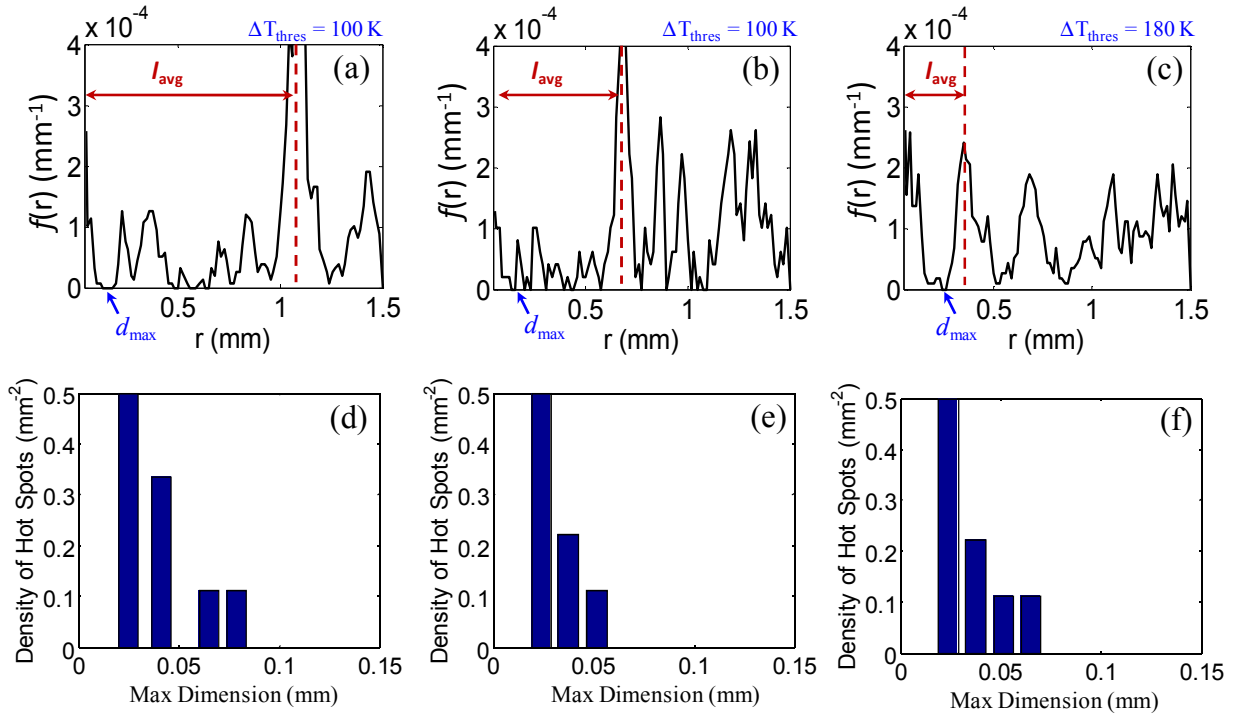 × 10⁻⁴
ΔT_thres = 100 K
(a)
l_avg
f(r) (mm⁻¹)
4
3
2
1
0
0.5
1
1.5
d_max
r (mm)
× 10⁻⁴
ΔT_thres = 100 K
(b)
l_avg
f(r) (mm⁻¹)
4
3
2
1
0
0.5
1
1.5
d_max
r (mm)
× 10⁻⁴
ΔT_thres = 180 K
(c)
l_avg
f(r) (mm⁻¹)
4
3
2
1
0
0.5
1
1.5
d_max
r (mm)
(d)
Density of Hot Spots (mm⁻²)
0.5
0.4
0.3
0.2
0.1
0
0
0.05
0.1
0.15
Max Dimension (mm)
(e)
Density of Hot Spots (mm⁻²)
0.5
0.4
0.3
0.2
0.1
0
0
0.05
0.1
0.15
Max Dimension (mm)
(f)
Density of Hot Spots (mm⁻²)
0.5
0.4
0.3
0.2
0.1
0
0
0.05
0.1
0.15
Max Dimension (mm)